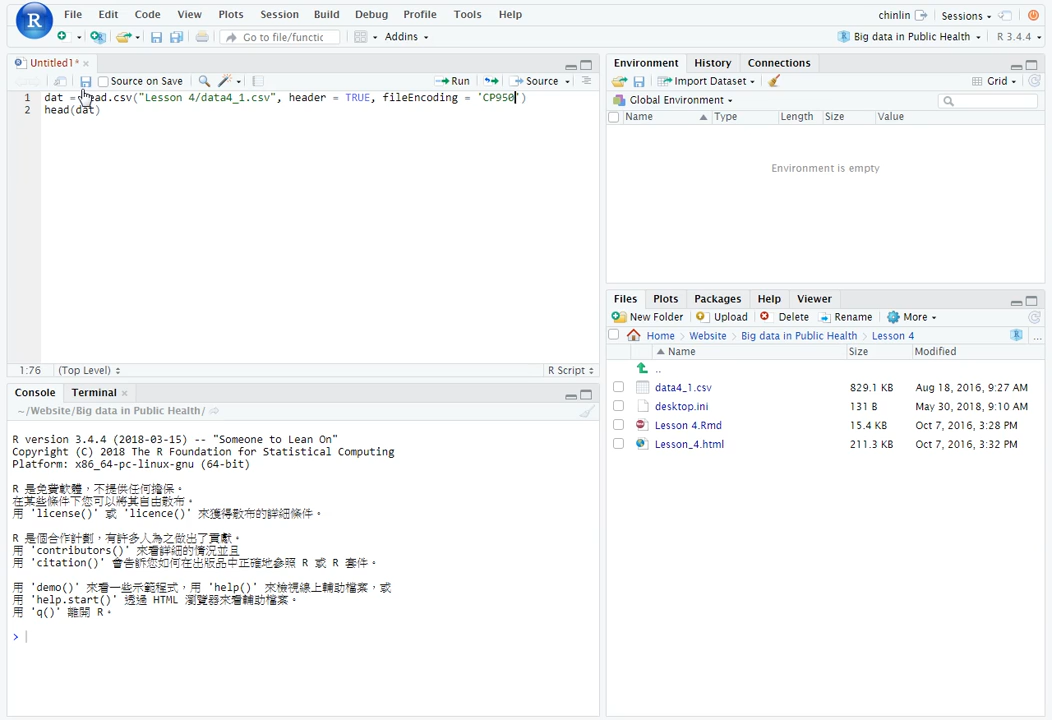 R File Edit Code View Plots Session Build Debug Profile Tools Help chinlin Sessions
Go to file/functic Addins Big data in Public Health R 3.4.4
Untitled1*
Source on Save Run Source
1 dat = ead.csv("Lesson 4/data4_1.csv", header = TRUE, fileEncoding = 'CP950')
2 head(dat)
1:76 (Top Level) R Script
Console Terminal
~/Website/Big data in Public Health/
R version 3.4.4 (2018-03-15) -- "Someone to Lean On"
Copyright (C) 2018 The R Foundation for Statistical Computing
Platform: x86_64-pc-linux-gnu (64-bit)
R 是免費軟體，不提供任何擔保。
在某些條件下您可以將其自由散布。
用 'license()' 或 'licence()' 來獲得散布的詳細條件。
R 是個合作計劃，有許多人為之做出了貢獻。
用 'contributors()' 來看詳細的情況並且
用 'citation()' 會告訴您如何在出版品中正確地參照 R 或 R 套件。
用 'demo()' 來看一些示範程式，用 'help()' 來檢視線上輔助檔案，或
用 'help.start()' 透過 HTML 瀏覽器來看輔助檔案。
用 'q()' 離開 R。
>
Environment History Connections
Import Dataset Grid
Global Environment
Name Type Length Size Value
Environment is empty
Files Plots Packages Help Viewer
New Folder Upload Delete Rename More
Home Website Big data in Public Health Lesson 4 R ...
Name Size Modified
..
data4_1.csv 829.1 KB Aug 18, 2016, 9:27 AM
desktop.ini 131 B May 30, 2018, 9:10 AM
Lesson 4.Rmd 15.4 KB Oct 7, 2016, 3:28 PM
Lesson_4.html 211.3 KB Oct 7, 2016, 3:32 PM